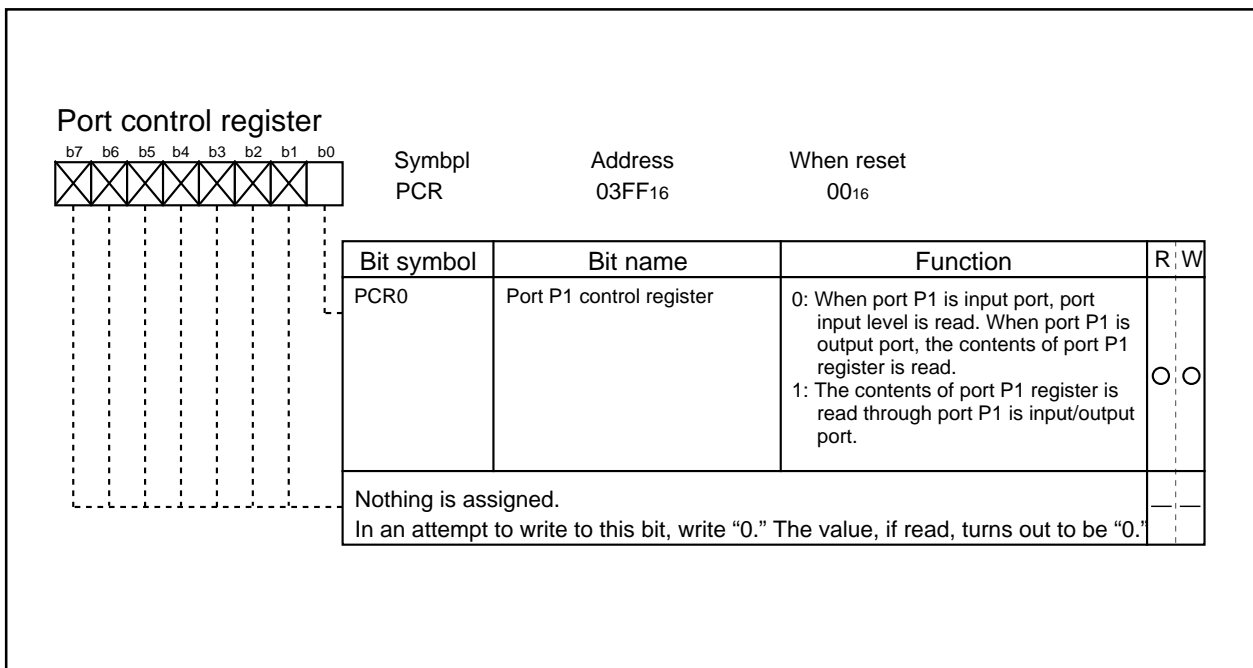 Port control register
b7 b6 b5 b4 b3 b2 b1 b0
Symbpl Address When reset
PCR 03FF16 0016
Bit symbol Bit name Function R W
PCR0 Port P1 control register 0: When port P1 is input port, port
input level is read. When port P1 is
output port, the contents of port P1
register is read.
1: The contents of port P1 register is
read through port P1 is input/output
port.
Nothing is assigned.
In an attempt to write to this bit, write “0.” The value, if read, turns out to be “0.”